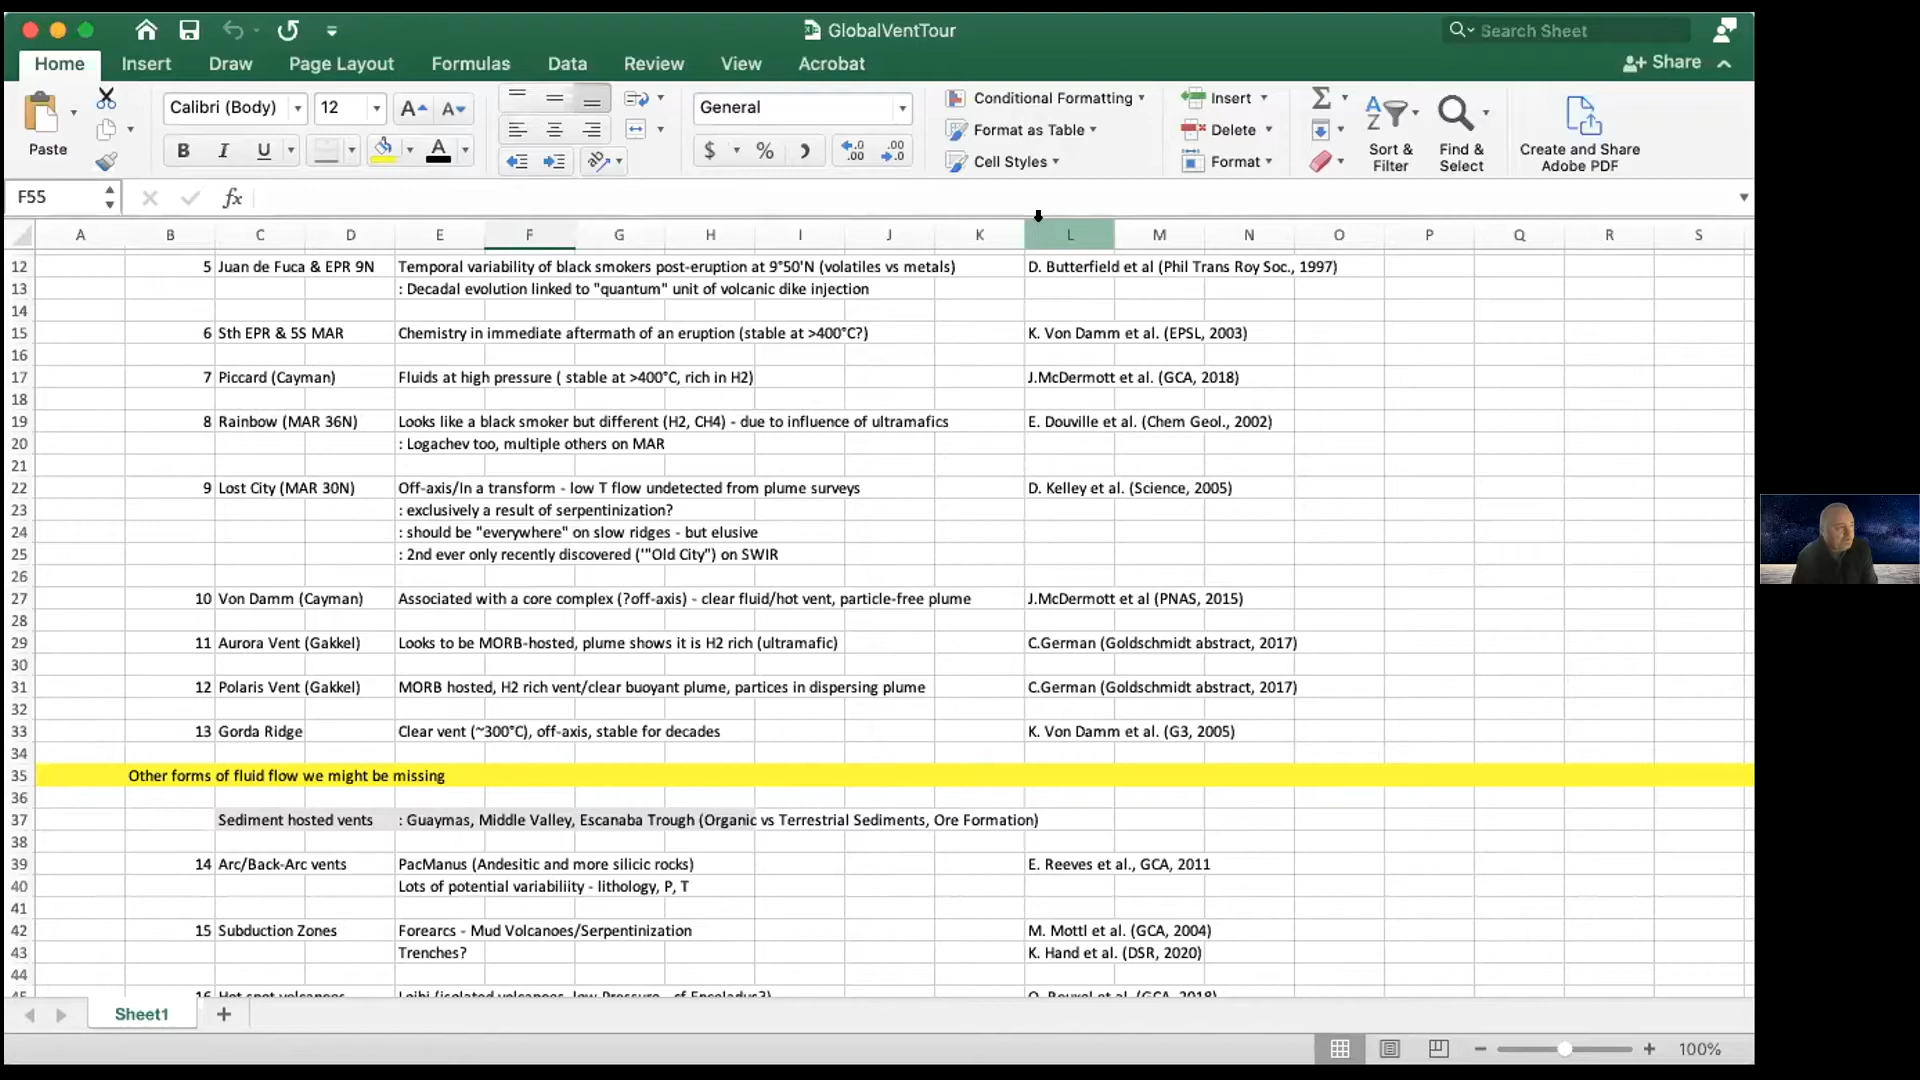 GlobalVentTour
Search Sheet
Home Insert Draw Page Layout Formulas Data Review View Acrobat
Share
Paste
Calibri (Body) 12
General
Conditional Formatting
Format as Table
Cell Styles
Insert
Delete
Format
Sort & Filter
Find & Select
Create and Share Adobe PDF
F55
fx
A B C D E F G H I J K L M N O P Q R S
12 5 Juan de Fuca & EPR 9N Temporal variability of black smokers post-eruption at 9°50'N (volatiles vs metals) D. Butterfield et al (Phil Trans Roy Soc., 1997)
13 : Decadal evolution linked to "quantum" unit of volcanic dike injection
14
15 6 Sth EPR & 5S MAR Chemistry in immediate aftermath of an eruption (stable at >400°C?) K. Von Damm et al. (EPSL, 2003)
16
17 7 Piccard (Cayman) Fluids at high pressure ( stable at >400°C, rich in H2) J.McDermott et al. (GCA, 2018)
18
19 8 Rainbow (MAR 36N) Looks like a black smoker but different (H2, CH4) - due to influence of ultramafics E. Douville et al. (Chem Geol., 2002)
20 : Logachev too, multiple others on MAR
21
22 9 Lost City (MAR 30N) Off-axis/In a transform - low T flow undetected from plume surveys D. Kelley et al. (Science, 2005)
23 : exclusively a result of serpentinization?
24 : should be "everywhere" on slow ridges - but elusive
25 : 2nd ever only recently discovered ('"Old City") on SWIR
26
27 10 Von Damm (Cayman) Associated with a core complex (?off-axis) - clear fluid/hot vent, particle-free plume J.McDermott et al (PNAS, 2015)
28
29 11 Aurora Vent (Gakkel) Looks to be MORB-hosted, plume shows it is H2 rich (ultramafic) C.German (Goldschmidt abstract, 2017)
30
31 12 Polaris Vent (Gakkel) MORB hosted, H2 rich vent/clear buoyant plume, partices in dispersing plume C.German (Goldschmidt abstract, 2017)
32
33 13 Gorda Ridge Clear vent (~300°C), off-axis, stable for decades K. Von Damm et al. (G3, 2005)
34
35 Other forms of fluid flow we might be missing
36
37 Sediment hosted vents : Guaymas, Middle Valley, Escanaba Trough (Organic vs Terrestrial Sediments, Ore Formation)
38
39 14 Arc/Back-Arc vents PacManus (Andesitic and more silicic rocks) E. Reeves et al., GCA, 2011
40 Lots of potential variabiliity - lithology, P, T
41
42 15 Subduction Zones Forearcs - Mud Volcanoes/Serpentinization M. Mottl et al. (GCA, 2004)
43 Trenches? K. Hand et al. (DSR, 2020)
44
45 16 Hot spot volcanoes Loihi (isolated volcanoes, low Pressure - cf Enceladus?) O. Rouxel et al. (GCA, 2018)
Sheet1
100%